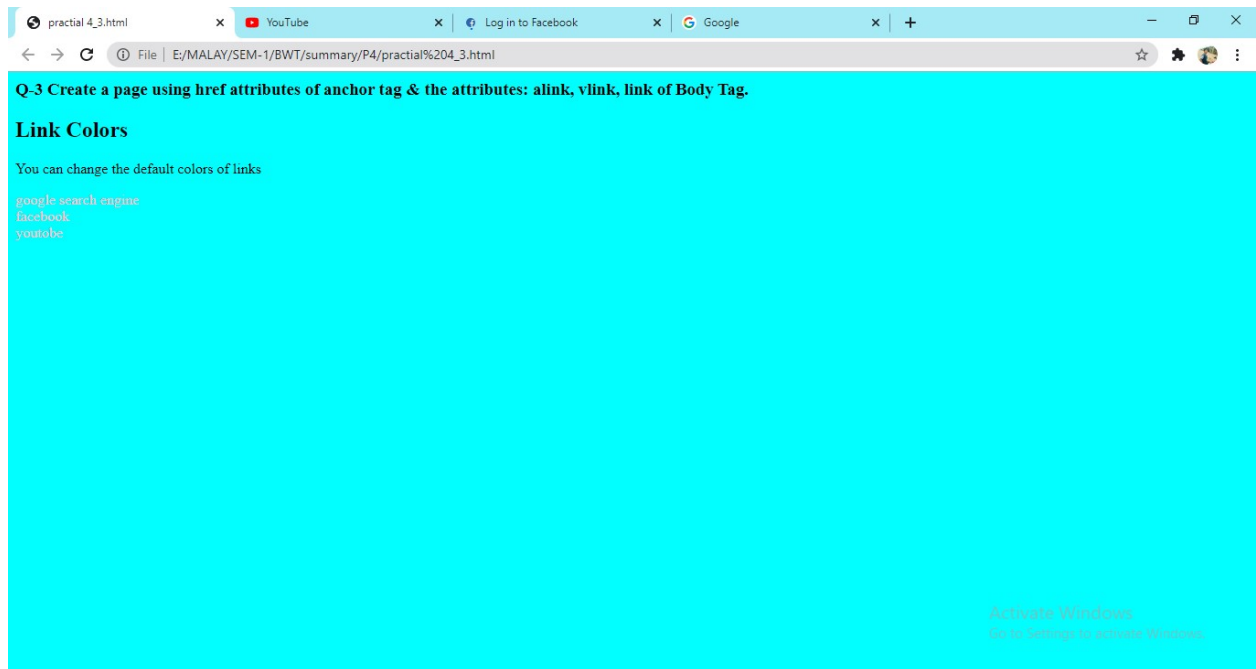 practial 4_3.html
YouTube
Log in to Facebook
Google
File
E:/MALAY/SEM-1/BWT/summary/P4/practial%204_3.html
Q-3 Create a page using href attributes of anchor tag & the attributes: alink, vlink, link of Body Tag.
Link Colors
You can change the default colors of links
google search engine
facebook
youtobe
Activate Windows
Go to Settings to activate Windows.